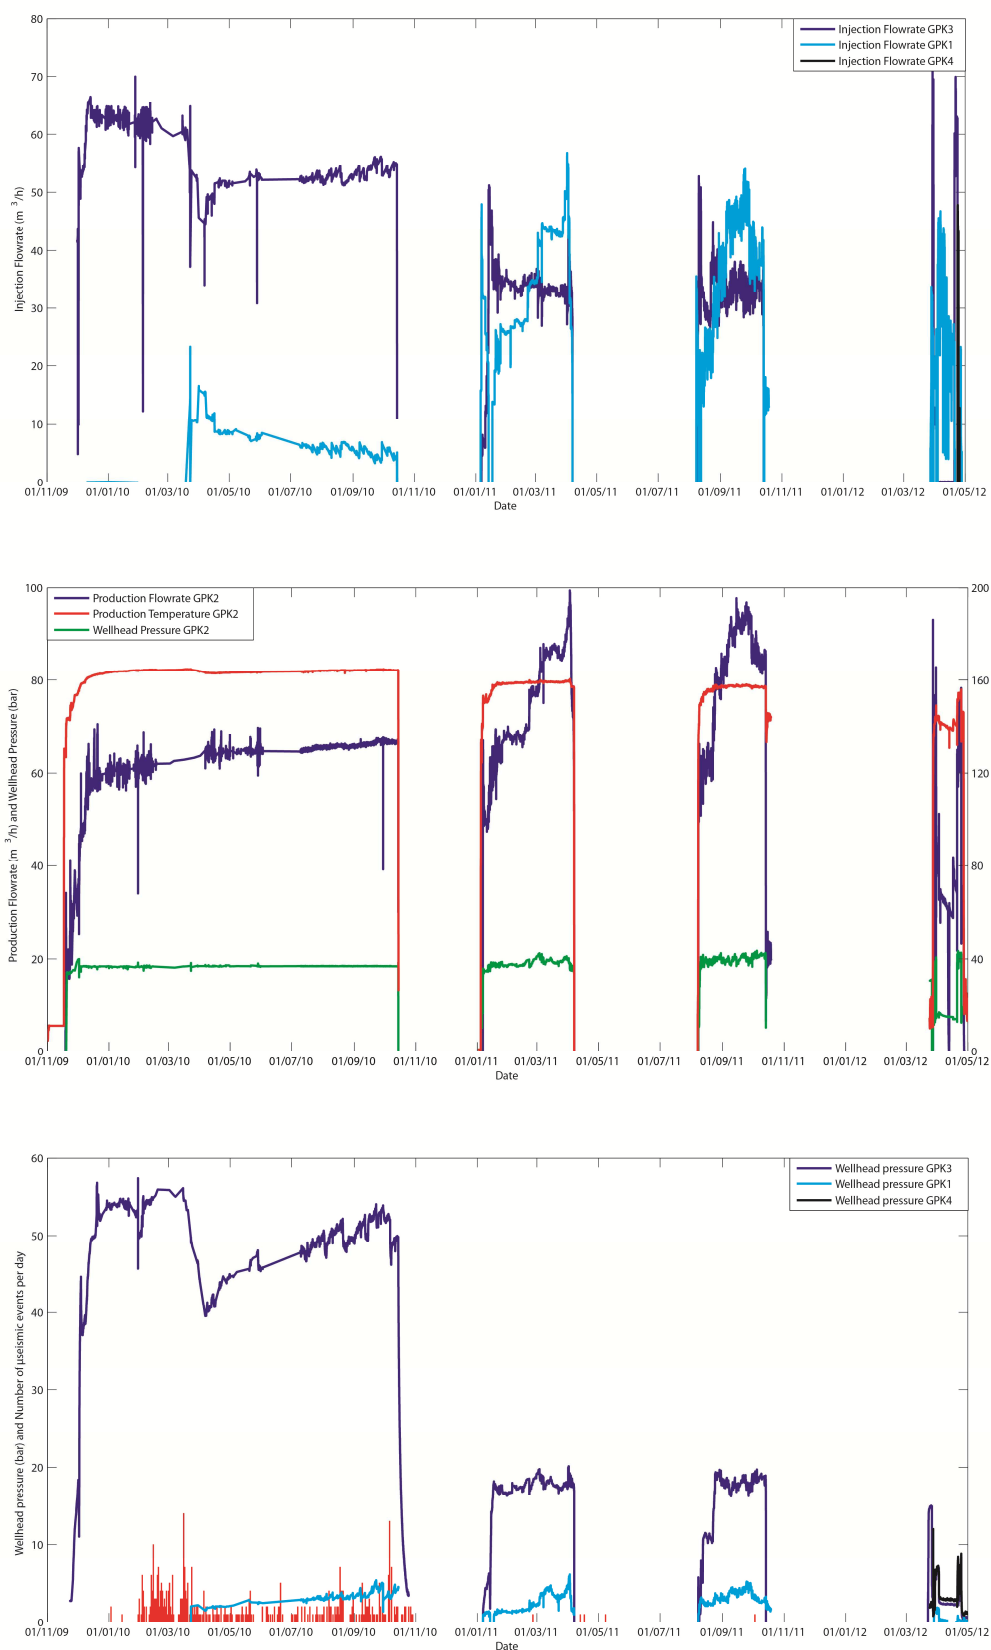 80
70
60
50
40
30
20
10
0
Injection Flowrate (m 3/h)
Injection Flowrate GPK3
Injection Flowrate GPK1
Injection Flowrate GPK4
01/11/09 01/01/10 01/03/10 01/05/10 01/07/10 01/09/10 01/11/10 01/01/11 01/03/11 01/05/11 01/07/11 01/09/11 01/11/11 01/01/12 01/03/12 01/05/12
Date
100
80
60
40
20
0
Production Flowrate (m 3/h) and Wellhead Pressure (bar)
Production Flowrate GPK2
Production Temperature GPK2
Wellhead Pressure GPK2
200
160
120
80
40
0
01/11/09 01/01/10 01/03/10 01/05/10 01/07/10 01/09/10 01/11/10 01/01/11 01/03/11 01/05/11 01/07/11 01/09/11 01/11/11 01/01/12 01/03/12 01/05/12
Date
60
50
40
30
20
10
0
Wellhead pressure (bar) and Number of µseismic events per day
Wellhead pressure GPK3
Wellhead pressure GPK1
Wellhead pressure GPK4
01/11/09 01/01/10 01/03/10 01/05/10 01/07/10 01/09/10 01/11/10 01/01/11 01/03/11 01/05/11 01/07/11 01/09/11 01/11/11 01/01/12 01/03/12 01/05/12
Date